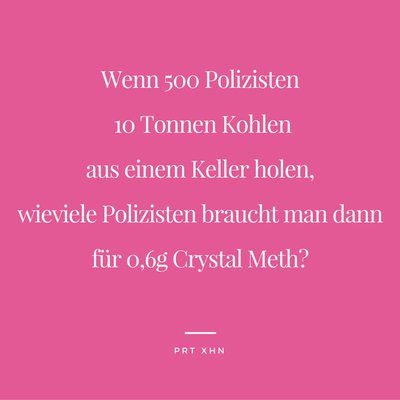 Wenn 500 Polizisten
10 Tonnen Kohlen
aus einem Keller holen,
wieviele Polizisten braucht man dann
für 0,6g Crystal Meth?
PRT XHN